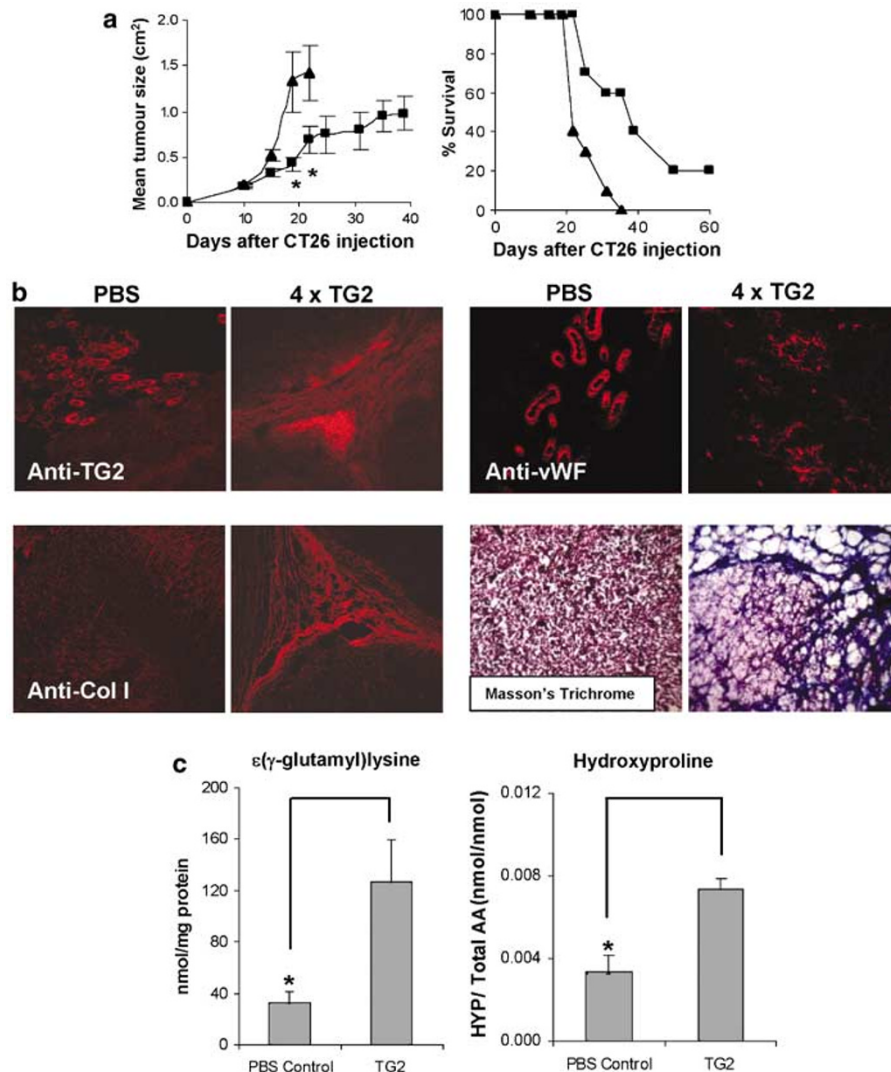 a
Mean tumour size (cm²)
2.0
1.5
1.0
0.5
0.0
*
*
0 10 20 30 40
Days after CT26 injection
% Survival
100
80
60
40
20
0
0 20 40 60
Days after CT26 injection
b
PBS
4 x TG2
PBS
4 x TG2
Anti-TG2
Anti-vWF
Anti-Col I
Masson's Trichrome
c
ε(γ-glutamyl)lysine
nmol/mg protein
200
160
120
80
40
0
*
PBS Control
TG2
Hydroxyproline
HYP/ Total AA (nmol/nmol)
0.012
0.008
0.004
0.000
*
PBS Control
TG2